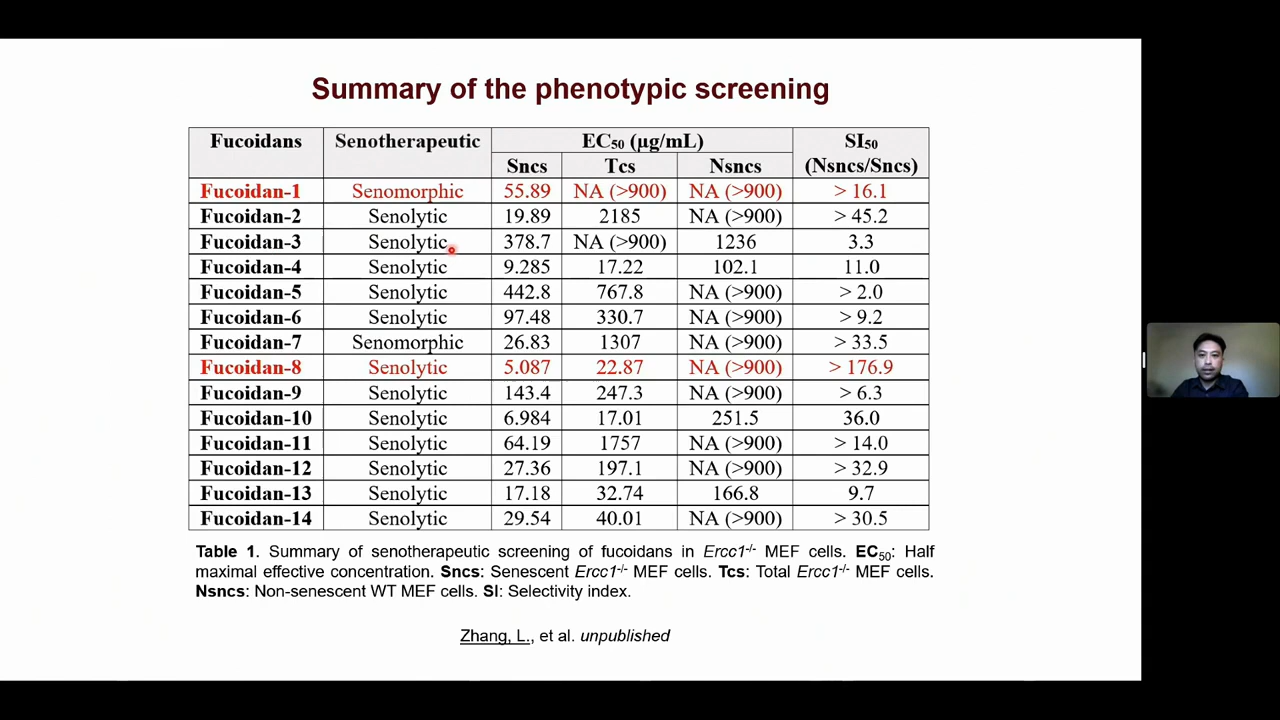 Summary of the phenotypic screening
Fucoidans Senotherapeutic EC₅₀ (µg/mL) SI₅₀
Sncs Tcs Nsncs (Nsncs/Sncs)
Fucoidan-1 Senomorphic 55.89 NA (>900) NA (>900) > 16.1
Fucoidan-2 Senolytic 19.89 2185 NA (>900) > 45.2
Fucoidan-3 Senolytic 378.7 NA (>900) 1236 3.3
Fucoidan-4 Senolytic 9.285 17.22 102.1 11.0
Fucoidan-5 Senolytic 442.8 767.8 NA (>900) > 2.0
Fucoidan-6 Senolytic 97.48 330.7 NA (>900) > 9.2
Fucoidan-7 Senomorphic 26.83 1307 NA (>900) > 33.5
Fucoidan-8 Senolytic 5.087 22.87 NA (>900) > 176.9
Fucoidan-9 Senolytic 143.4 247.3 NA (>900) > 6.3
Fucoidan-10 Senolytic 6.984 17.01 251.5 36.0
Fucoidan-11 Senolytic 64.19 1757 NA (>900) > 14.0
Fucoidan-12 Senolytic 27.36 197.1 NA (>900) > 32.9
Fucoidan-13 Senolytic 17.18 32.74 166.8 9.7
Fucoidan-14 Senolytic 29.54 40.01 NA (>900) > 30.5
Table 1. Summary of senotherapeutic screening of fucoidans in Ercc1⁻/⁻ MEF cells. EC₅₀: Half
maximal effective concentration. Sncs: Senescent Ercc1⁻/⁻ MEF cells. Tcs: Total Ercc1⁻/⁻ MEF cells.
Nsncs: Non-senescent WT MEF cells. SI: Selectivity index.
Zhang, L., et al. unpublished